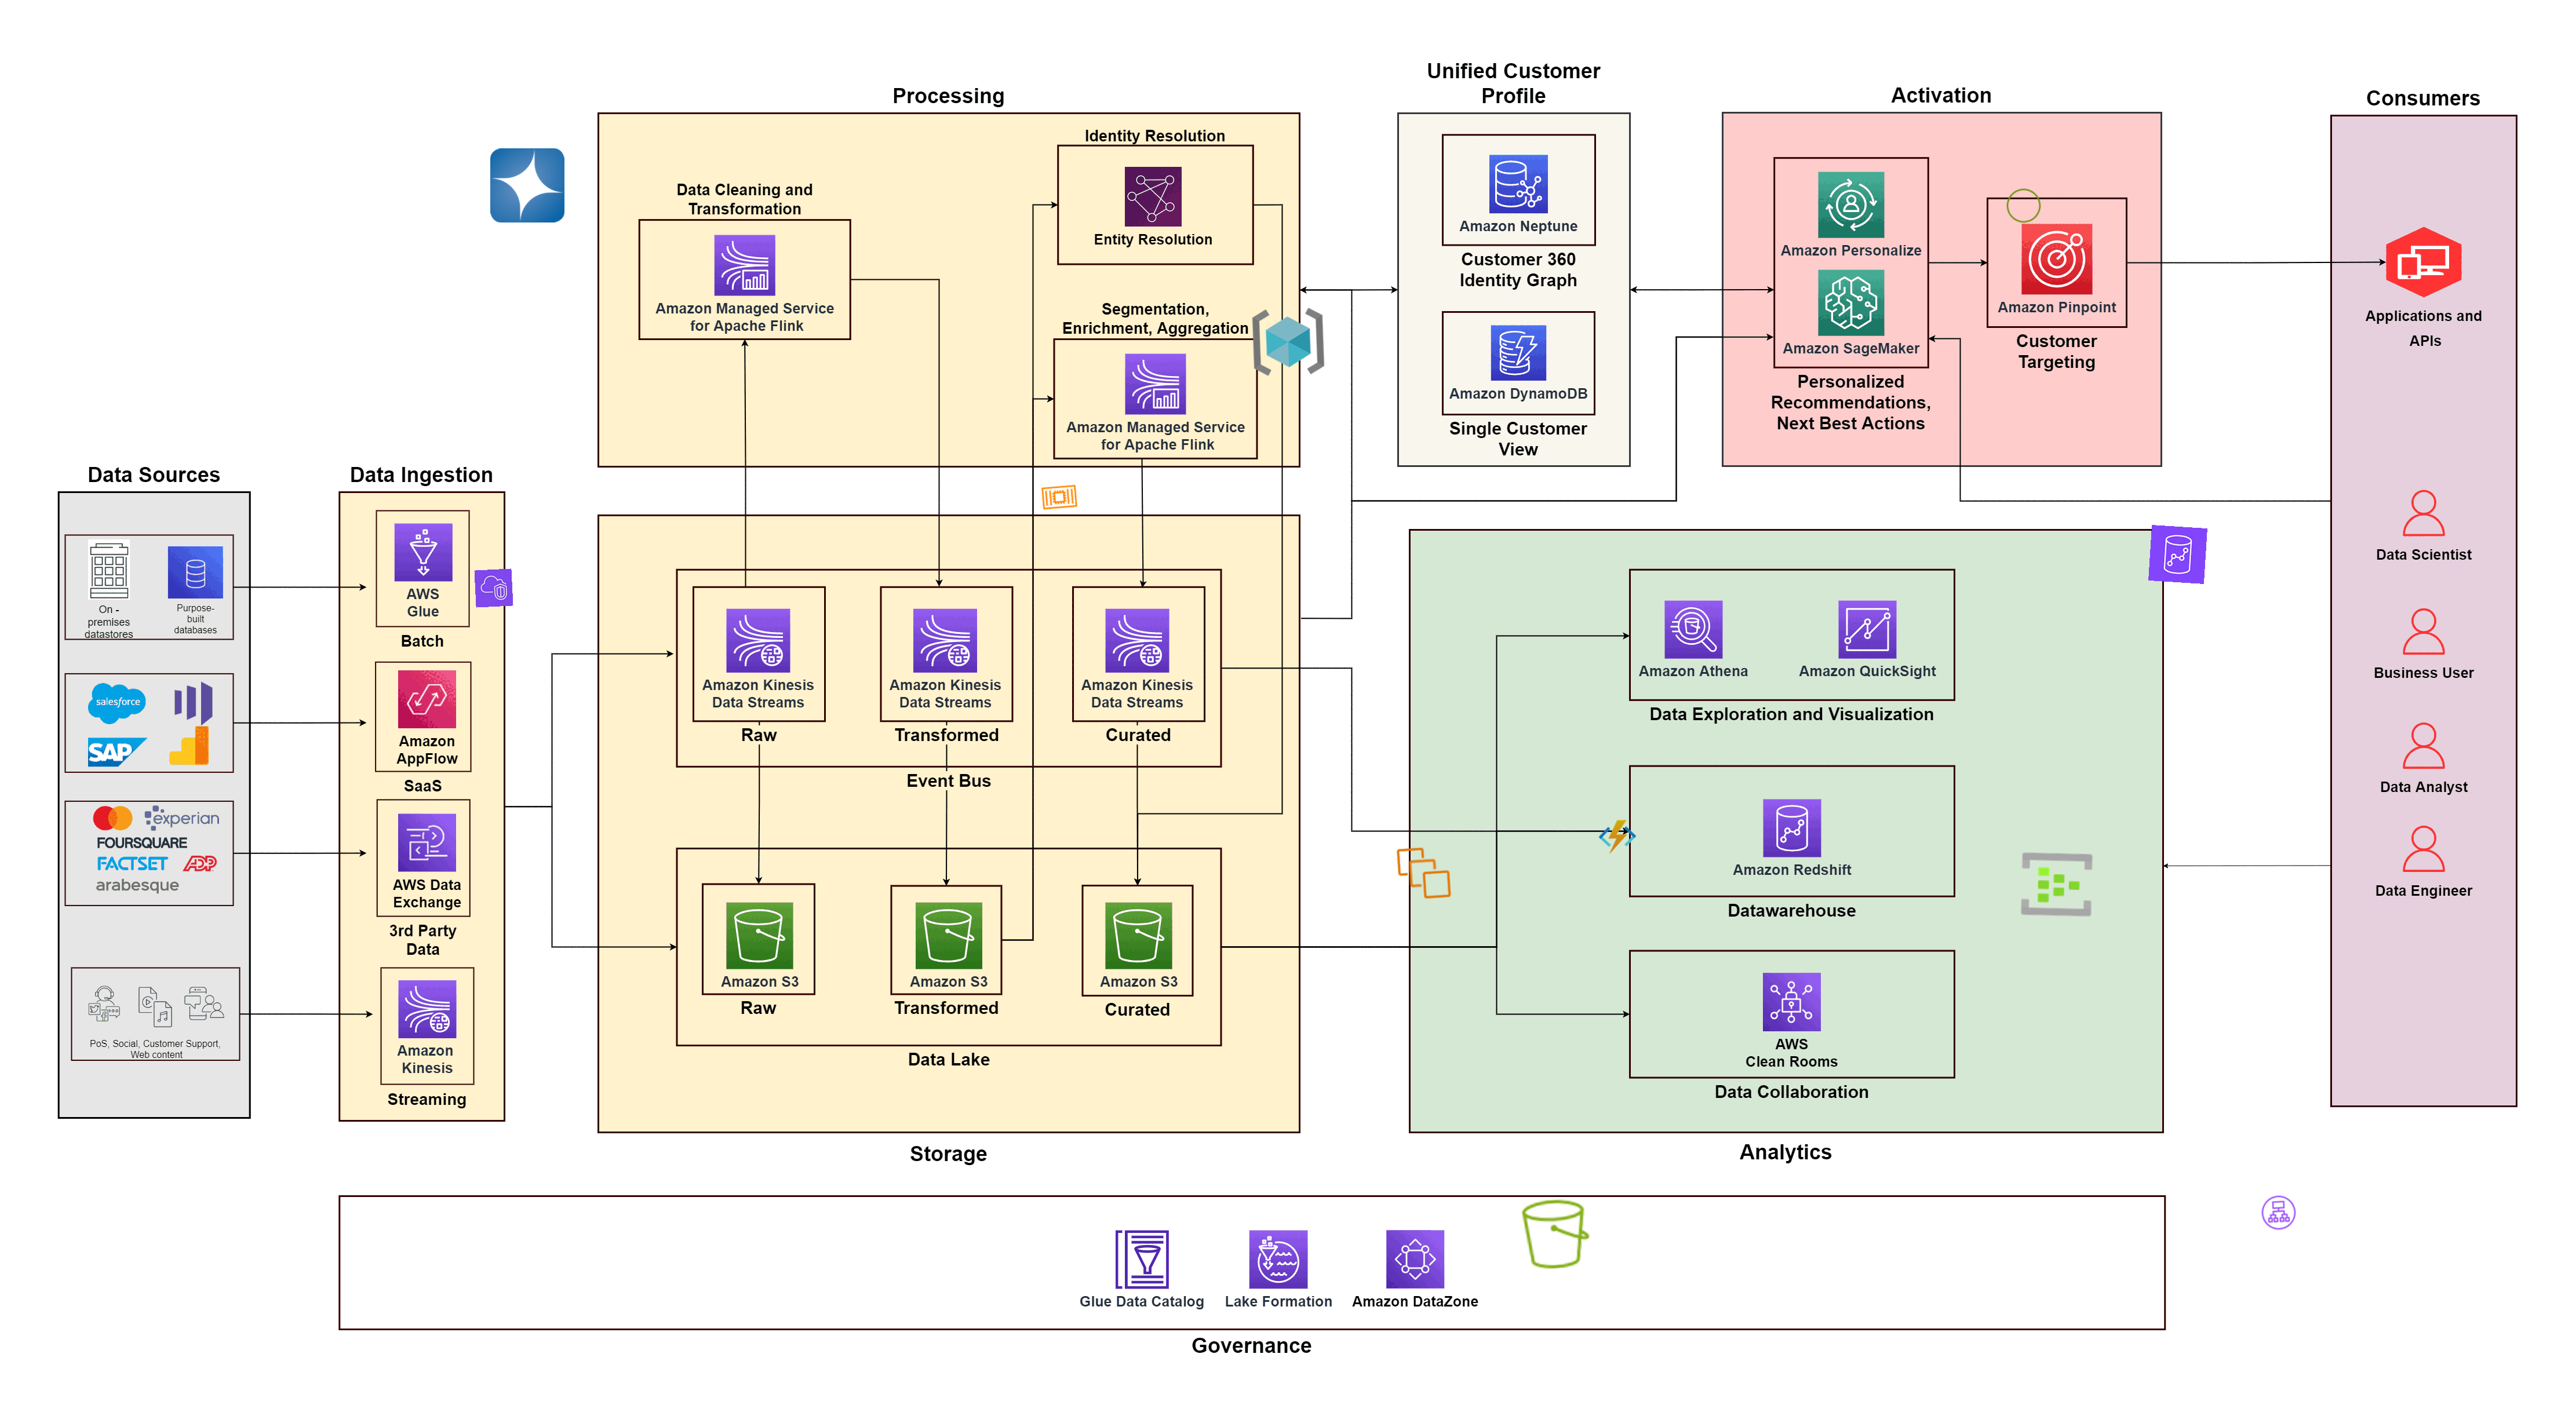 Processing
Unified Customer
Profile
Activation
Consumers
Identity Resolution
Entity Resolution
Data Cleaning and
Transformation
Amazon Managed Service
for Apache Flink
Segmentation,
Enrichment, Aggregation
Amazon Managed Service
for Apache Flink
Amazon Neptune
Customer 360
Identity Graph
Amazon DynamoDB
Single Customer
View
Amazon Personalize
Amazon SageMaker
Personalized
Recommendations,
Next Best Actions
Amazon Pinpoint
Customer
Targeting
Applications and
APIs
Data Scientist
Business User
Data Analyst
Data Engineer
Data Sources
On -
premises
datastores
Purpose-
built
databases
salesforce
SAP
experian
FOURSQUARE
FACTSET
ADP
arabesque
PoS, Social, Customer Support,
Web content
Data Ingestion
AWS
Glue
Batch
Amazon
AppFlow
SaaS
AWS Data
Exchange
3rd Party
Data
Amazon
Kinesis
Streaming
Amazon Kinesis
Data Streams
Raw
Amazon Kinesis
Data Streams
Transformed
Amazon Kinesis
Data Streams
Curated
Event Bus
Amazon S3
Raw
Amazon S3
Transformed
Amazon S3
Curated
Data Lake
Storage
Amazon Athena
Amazon QuickSight
Data Exploration and Visualization
Amazon Redshift
Datawarehouse
AWS
Clean Rooms
Data Collaboration
Analytics
Glue Data Catalog
Lake Formation
Amazon DataZone
Governance